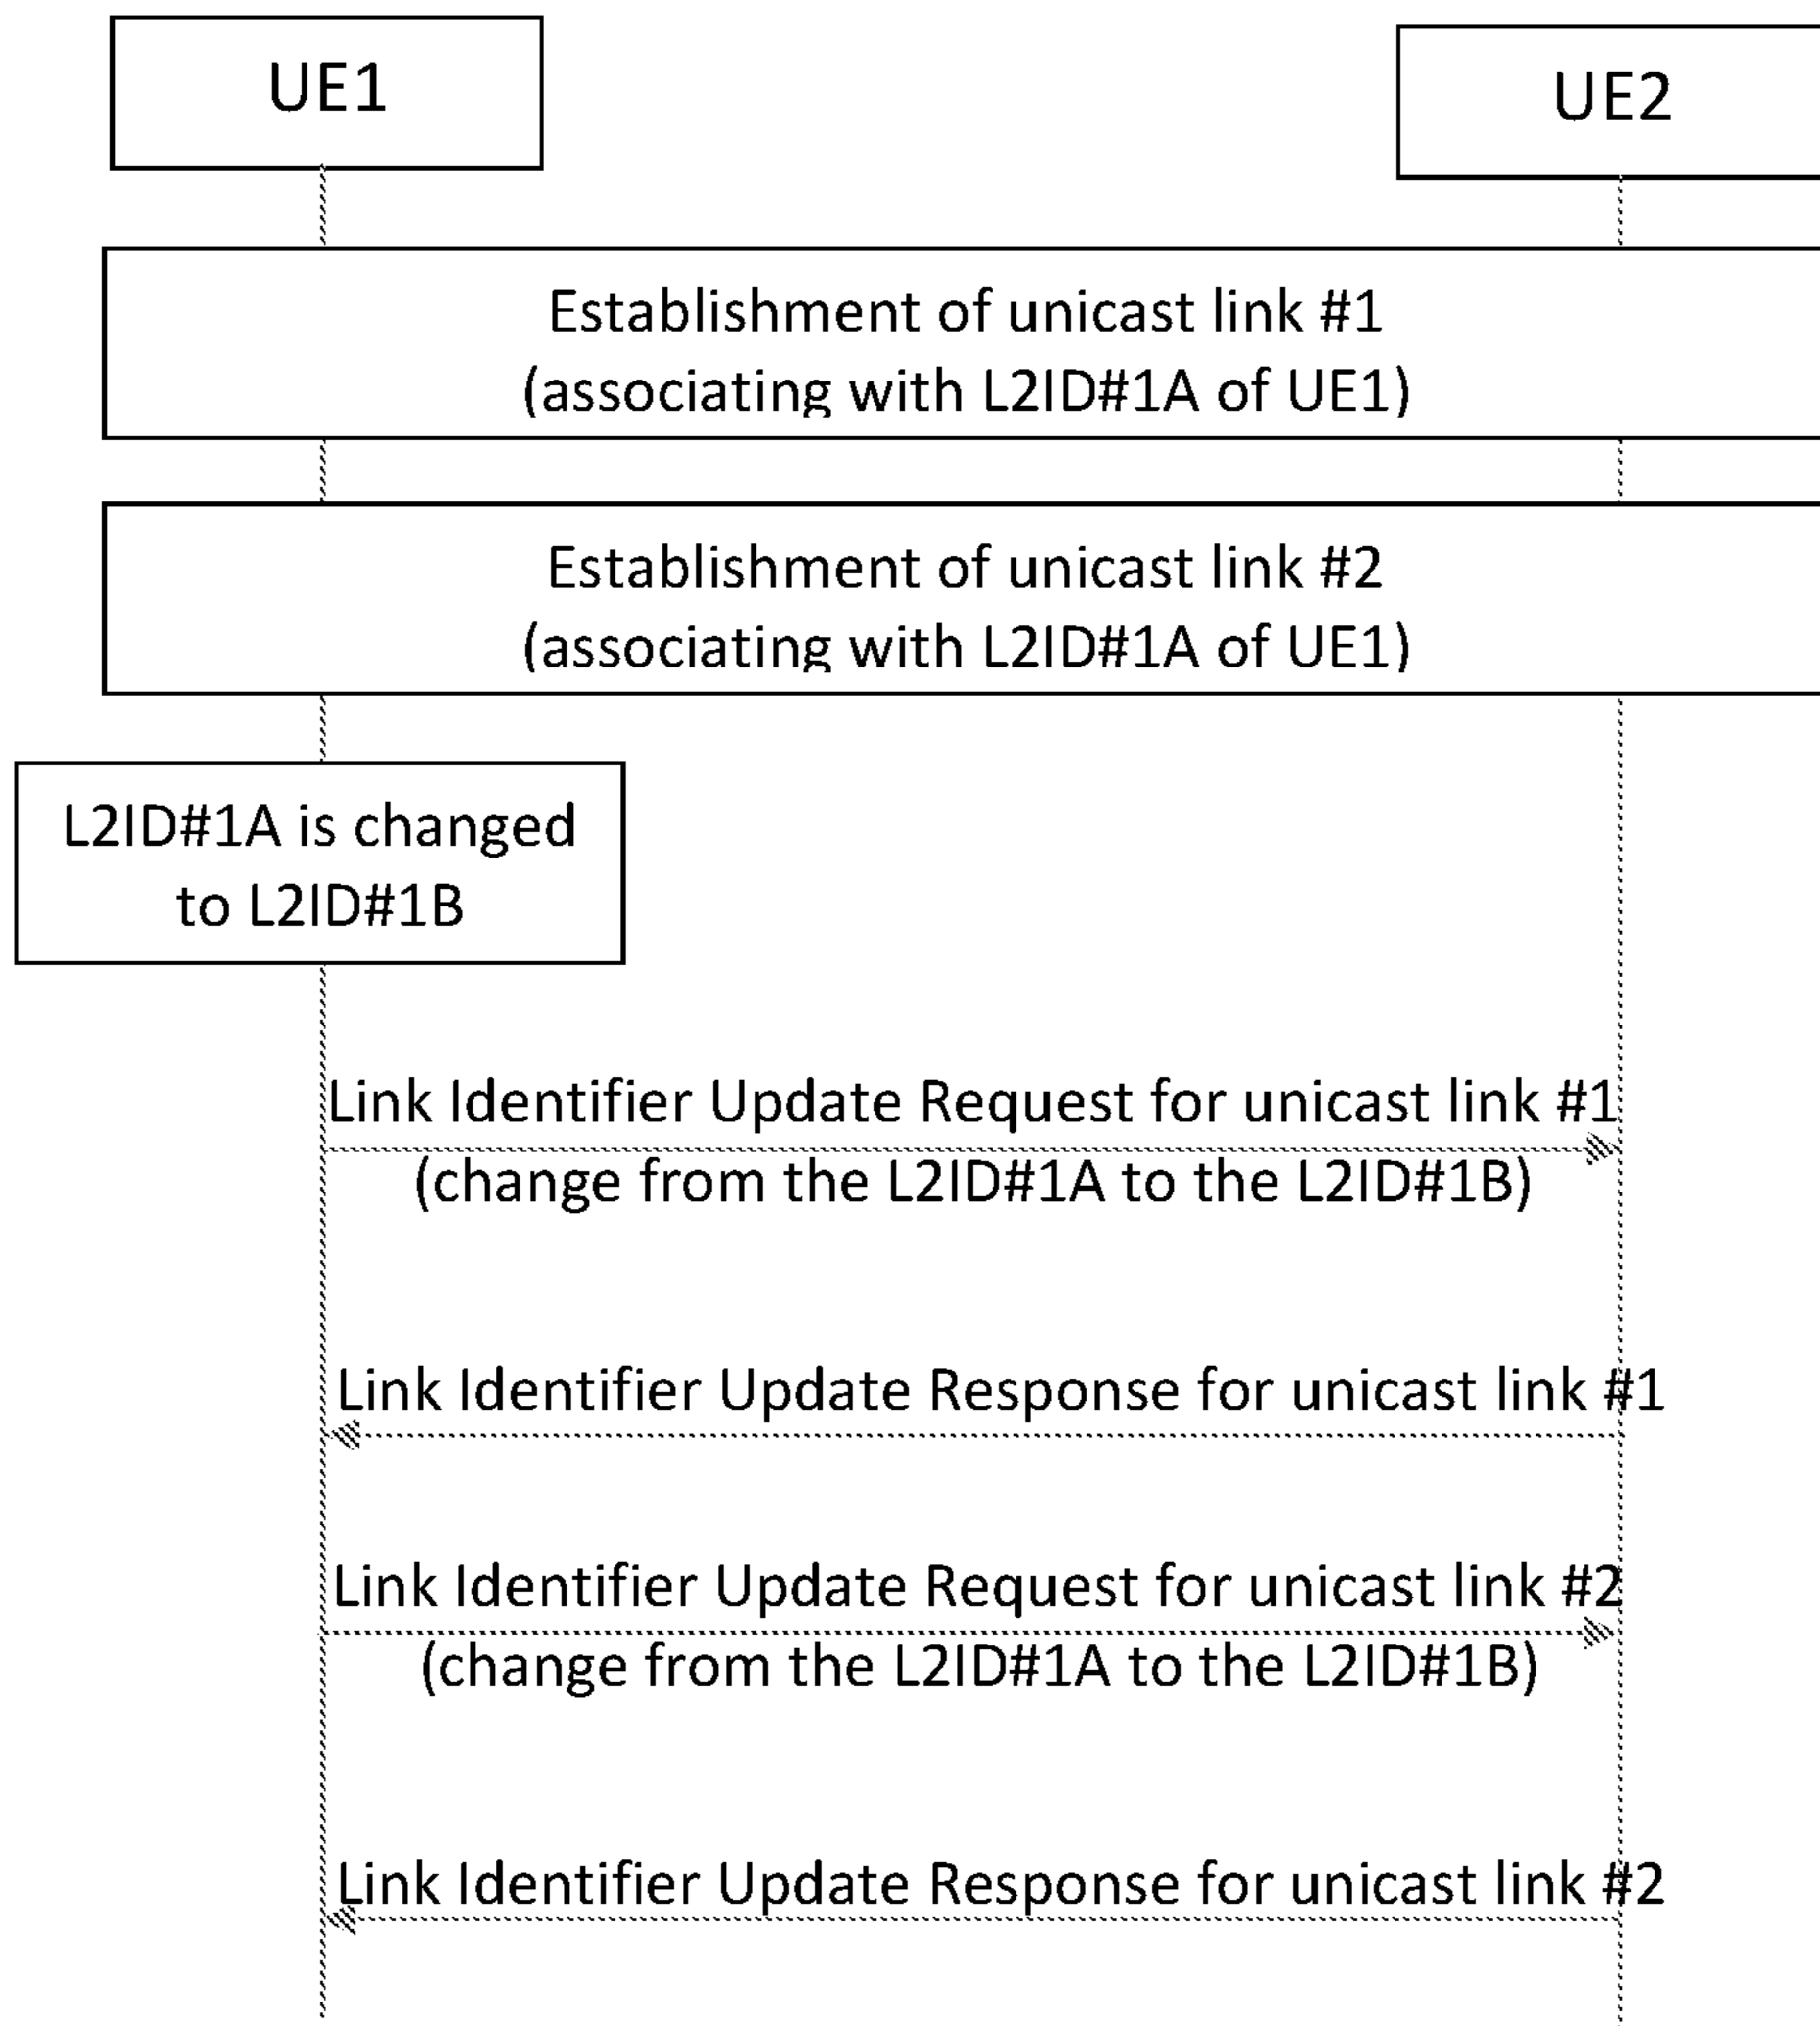 UE1
UE2
Establishment of unicast link #1
(associating with L2ID#1A of UE1)
Establishment of unicast link #2
(associating with L2ID#1A of UE1)
L2ID#1A is changed
to L2ID#1B
Link Identifier Update Request for unicast link #1
(change from the L2ID#1A to the L2ID#1B)
Link Identifier Update Response for unicast link #1
Link Identifier Update Request for unicast link #2
(change from the L2ID#1A to the L2ID#1B)
Link Identifier Update Response for unicast link #2